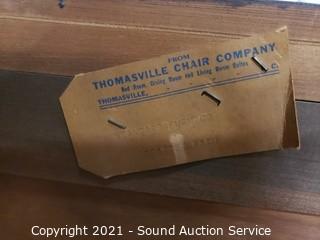 FROM
THOMASVILLE CHAIR COMPANY
Bed Room, Dining Room and Living Room Suites
THOMASVILLE, C.
Copyright 2021 - Sound Auction Service